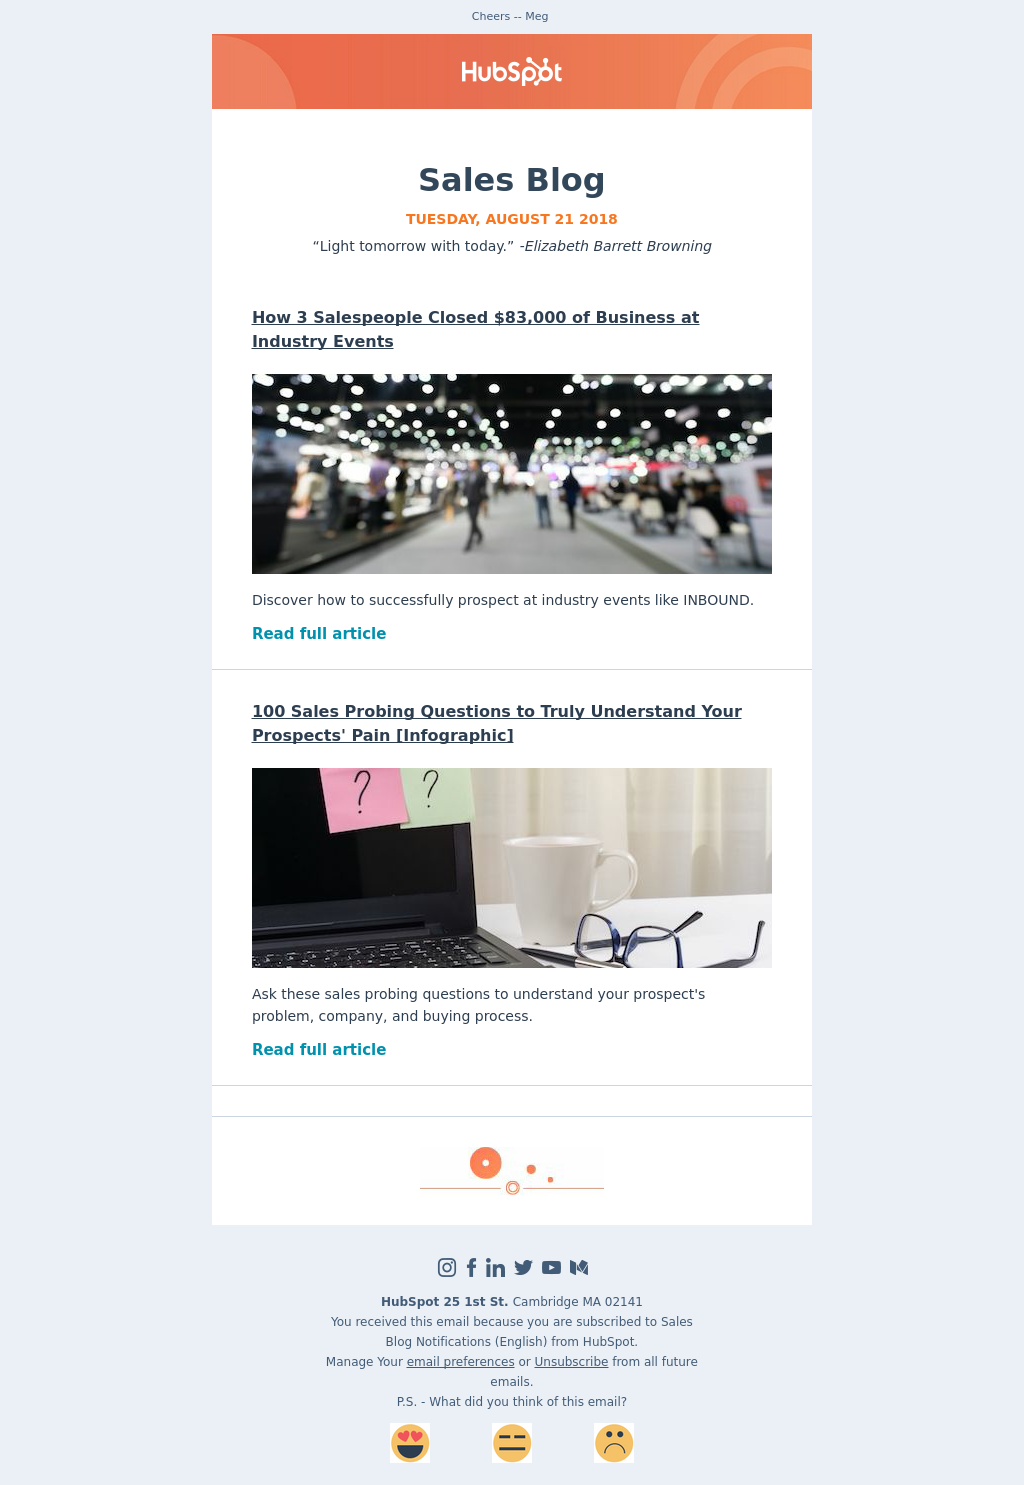 Cheers -- Meg
HubSpot
Sales Blog
TUESDAY, AUGUST 21 2018
“Light tomorrow with today.” -Elizabeth Barrett Browning
How 3 Salespeople Closed $83,000 of Business at
Industry Events
Discover how to successfully prospect at industry events like INBOUND.
Read full article
100 Sales Probing Questions to Truly Understand Your
Prospects' Pain [Infographic]
? ?
Ask these sales probing questions to understand your prospect's
problem, company, and buying process.
Read full article
HubSpot 25 1st St. Cambridge MA 02141
You received this email because you are subscribed to Sales
Blog Notifications (English) from HubSpot.
Manage Your email preferences or Unsubscribe from all future
emails.
P.S. - What did you think of this email?